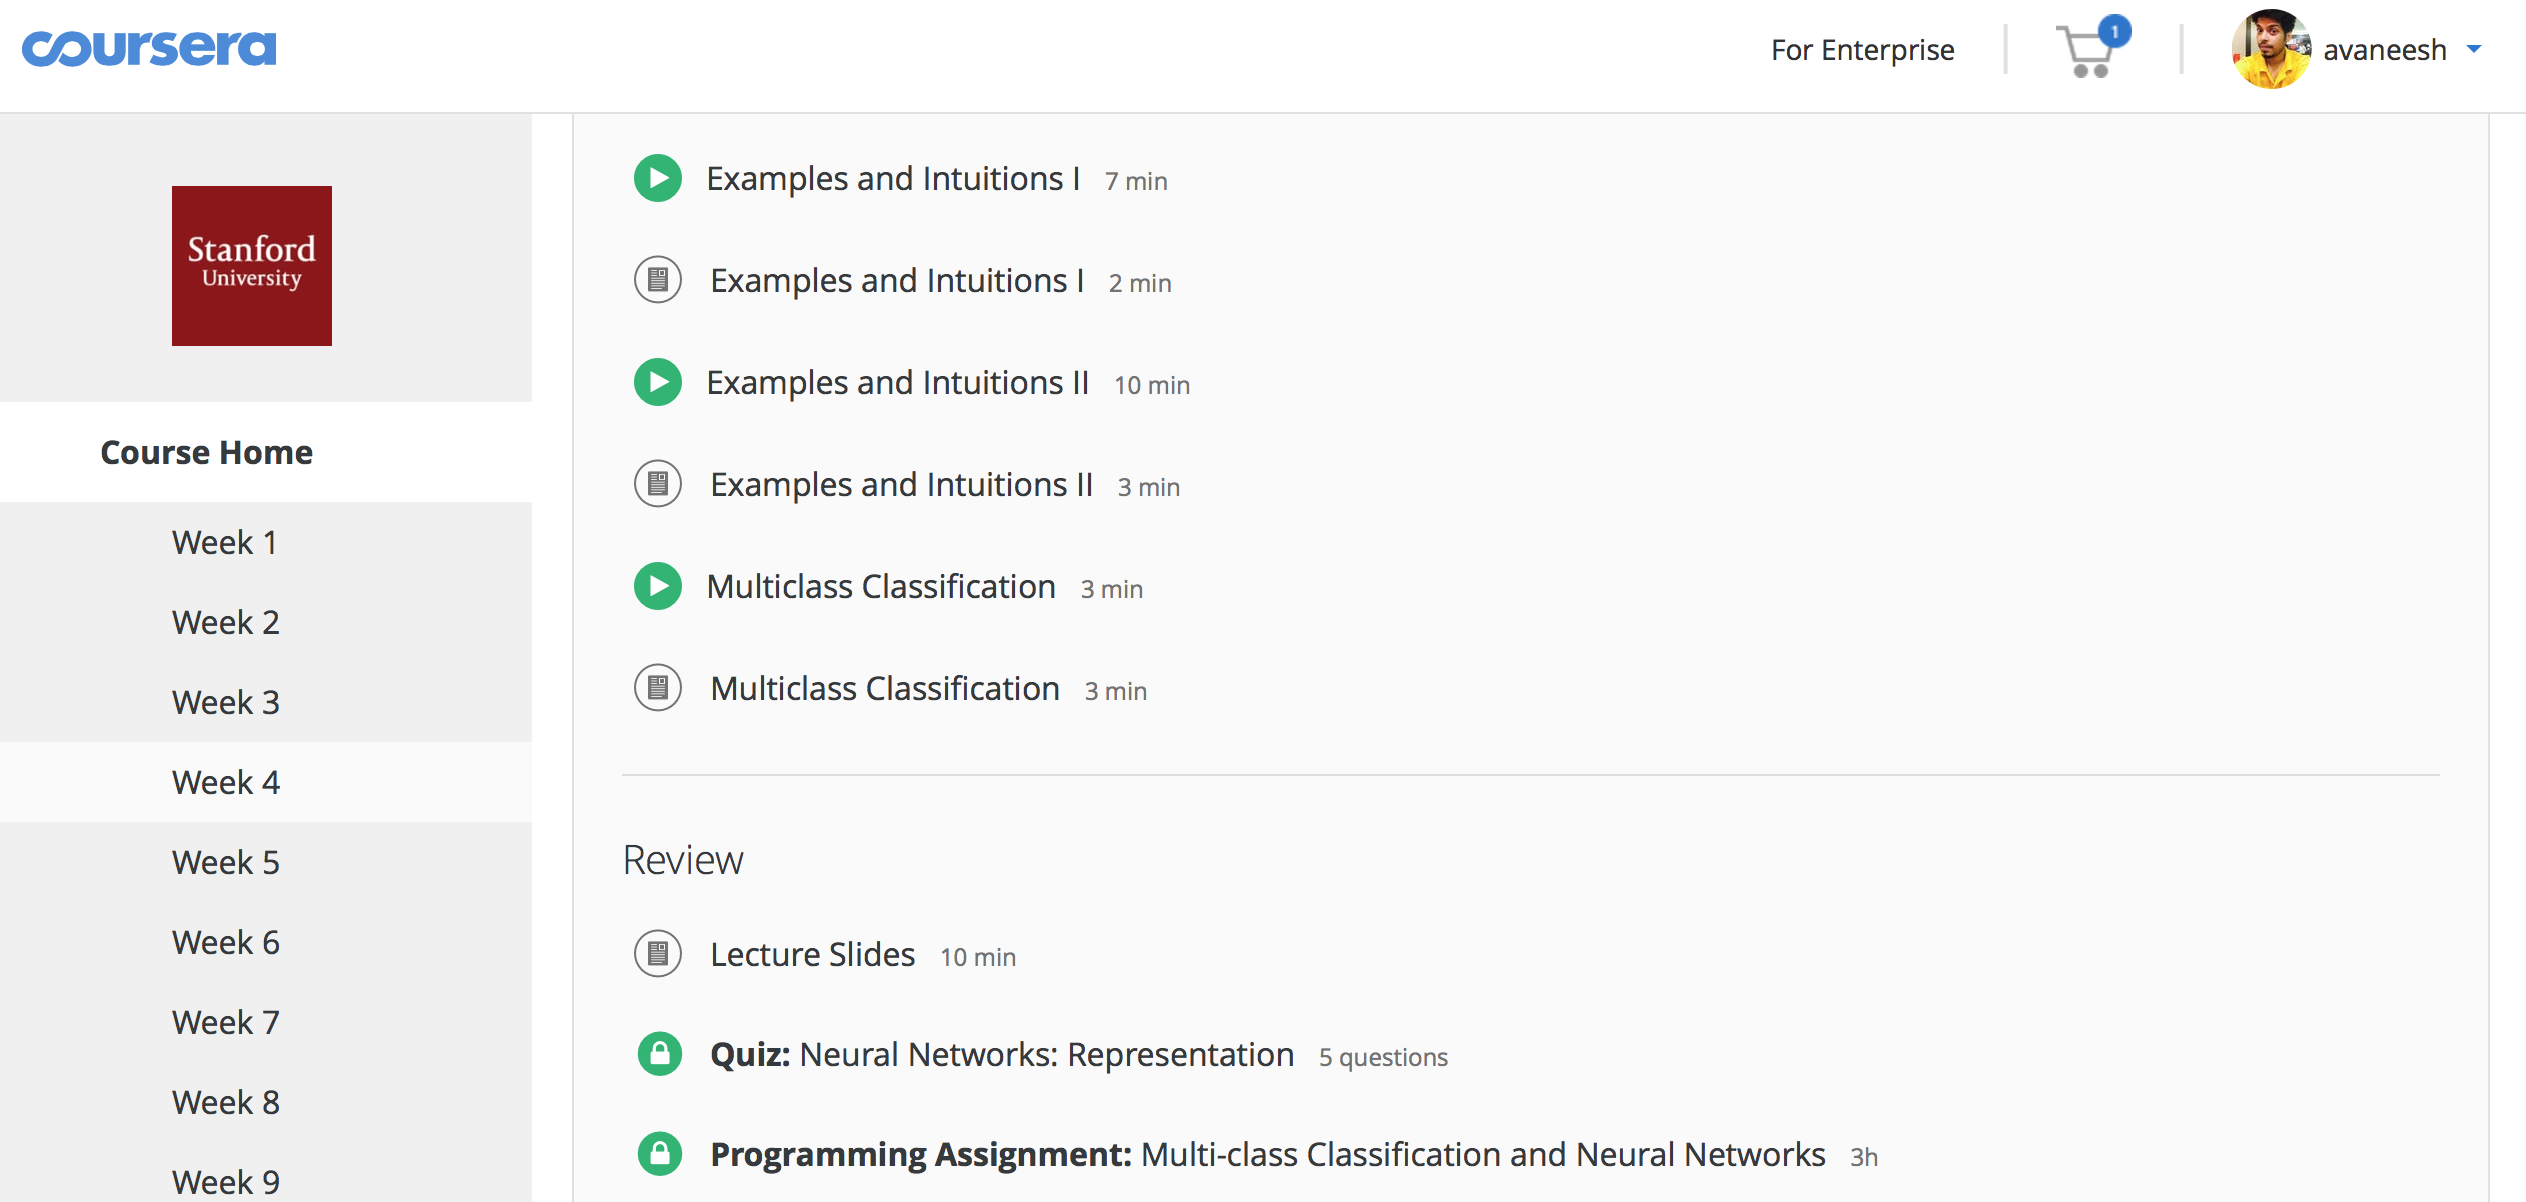 coursera
For Enterprise
1
avaneesh
Stanford
University
Course Home
Week 1
Week 2
Week 3
Week 4
Week 5
Week 6
Week 7
Week 8
Week 9
Examples and Intuitions I 7 min
Examples and Intuitions I 2 min
Examples and Intuitions II 10 min
Examples and Intuitions II 3 min
Multiclass Classification 3 min
Multiclass Classification 3 min
Review
Lecture Slides 10 min
Quiz: Neural Networks: Representation 5 questions
Programming Assignment: Multi-class Classification and Neural Networks 3h